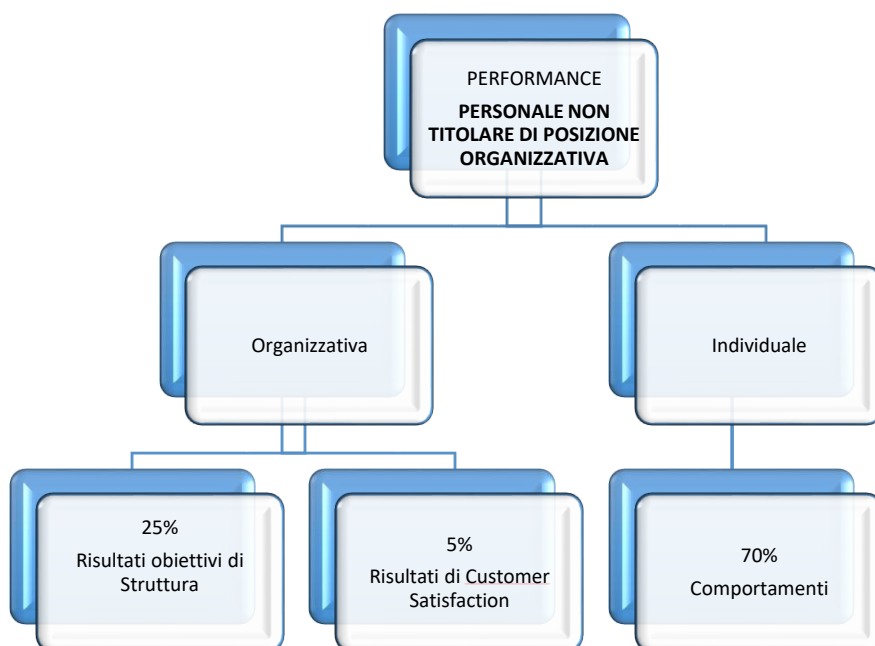 PERFORMANCE
PERSONALE NON
TITOLARE DI POSIZIONE
ORGANIZZATIVA
Organizzativa
Individuale
25%
Risultati obiettivi di
Struttura
5%
Risultati di Customer
Satisfaction
70%
Comportamenti